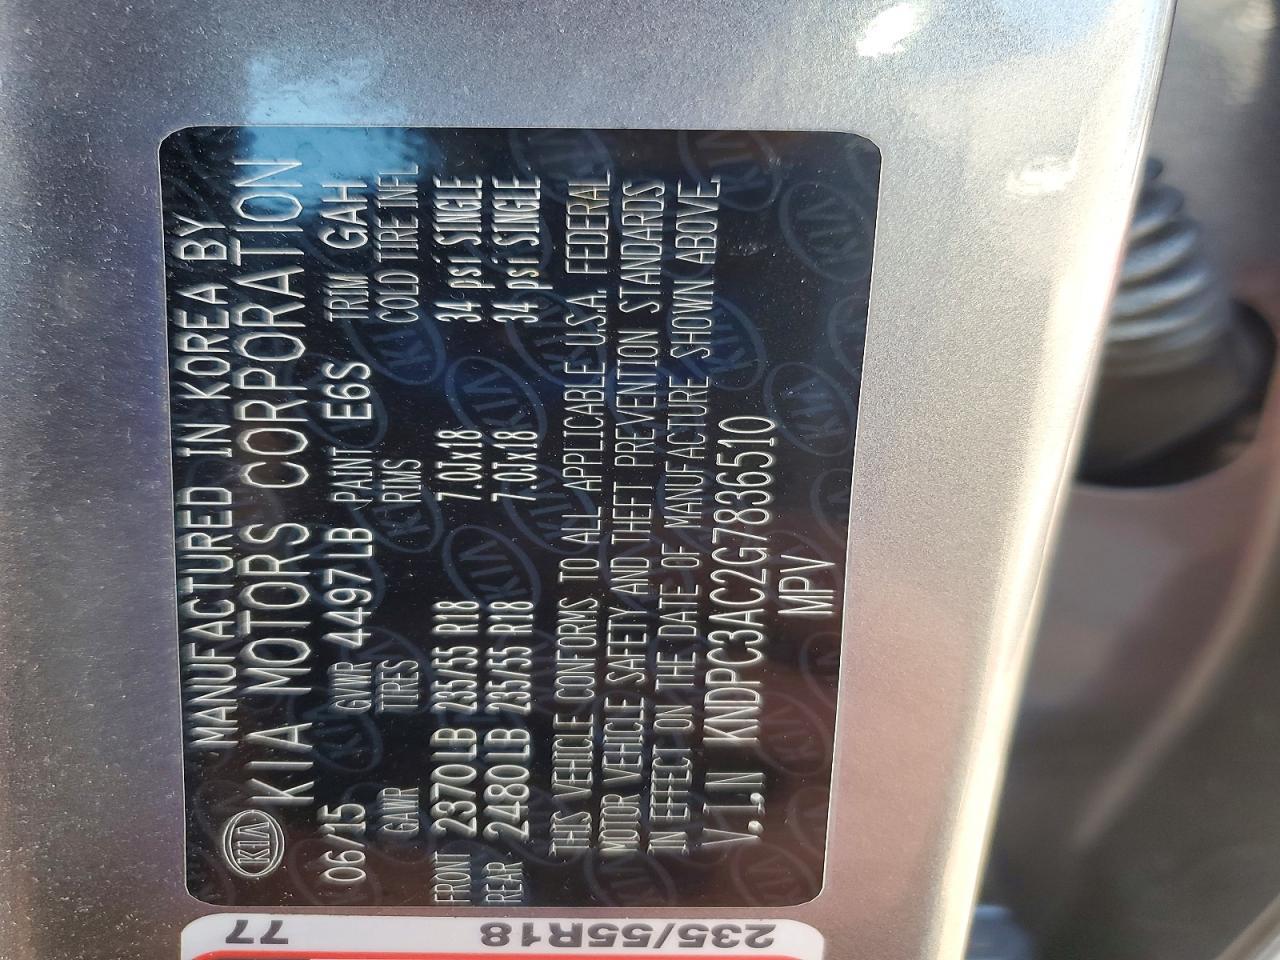 MANUFACTURED IN KOREA BY
KIA KIA MOTORS CORPORATION
06/15 GVWR 4497LB PAINT E6S TRIM GAH
GAWR TIRES RIMS COLD TIRE INFL
FRONT 2370LB 235/55 R18 7.0Jx18 34 psi SINGLE
REAR 2480LB 235/55 R18 7.0Jx18 34 psi SINGLE
THIS VEHICLE CONFORMS TO ALL APPLICABLE U.S.A FEDERAL
MOTOR VEHICLE SAFETY AND THEFT PREVENTION STANDARDS
IN EFFECT ON THE DATE OF MANUFACTURE SHOWN ABOVE.
V.I.N KNDPC3AC2G7836510
MPV
235/55R18 77